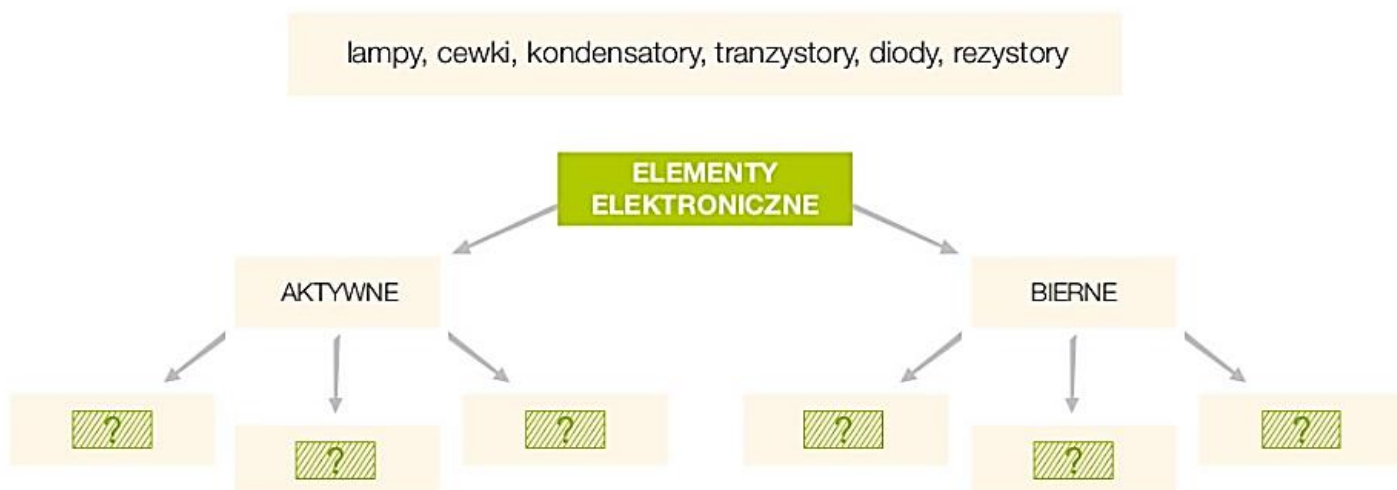 lampy, cewki, kondensatory, tranzystory, diody, rezystory
ELEMENTY
ELEKTRONICZNE
AKTYWNE
BIERNE
?
?
?
?
?
?